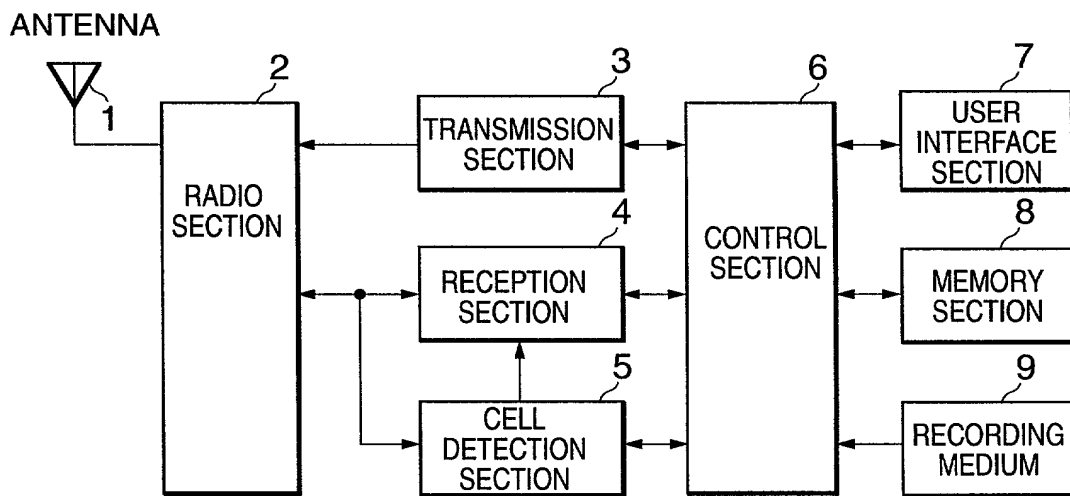 ANTENNA
1
2
RADIO
SECTION
3
TRANSMISSION
SECTION
4
RECEPTION
SECTION
5
CELL
DETECTION
SECTION
6
CONTROL
SECTION
7
USER
INTERFACE
SECTION
8
MEMORY
SECTION
9
RECORDING
MEDIUM